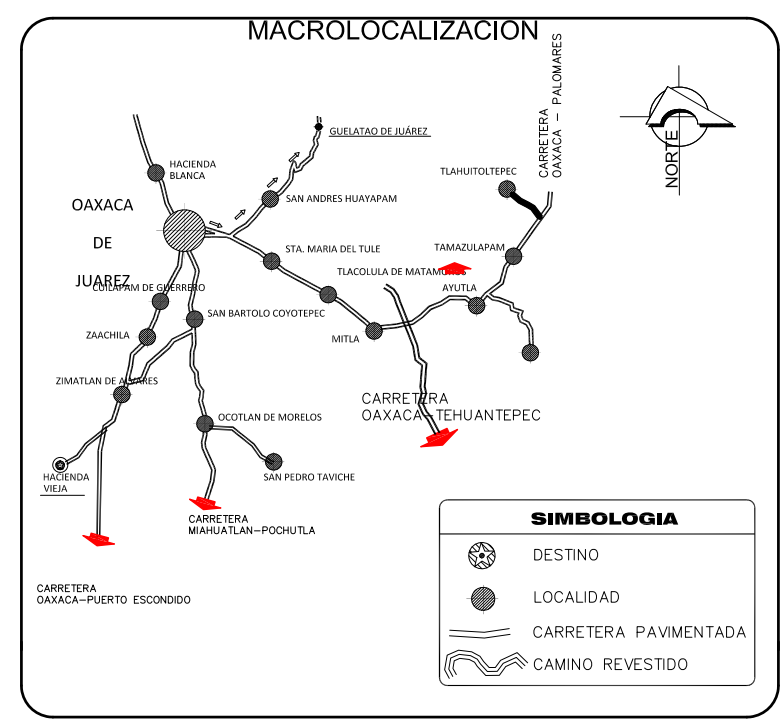 MACROLOCALIZACION
CARRETERA
OAXACA - PALOMARES
NORTE
GUELATAO DE JUÁREZ
HACIENDA
BLANCA
TLAHUITOLTEPEC
OAXACA
DE
JUAREZ
SAN ANDRES HUAYAPAM
STA. MARIA DEL TULE
TAMAZULAPAM
TLACOLULA DE MATAMOROS
CUILAPAM DE GUERRERO
AYUTLA
SAN BARTOLO COYOTEPEC
ZAACHILA
MITLA
ZIMATLAN DE ALVARES
CARRETERA
OAXACA-TEHUANTEPEC
OCOTLAN DE MORELOS
HACIENDA
VIEJA
SAN PEDRO TAVICHE
CARRETERA
MIAHUATLAN-POCHUTLA
CARRETERA
OAXACA-PUERTO ESCONDIDO
SIMBOLOGIA
DESTINO
LOCALIDAD
CARRETERA PAVIMENTADA
CAMINO REVESTIDO